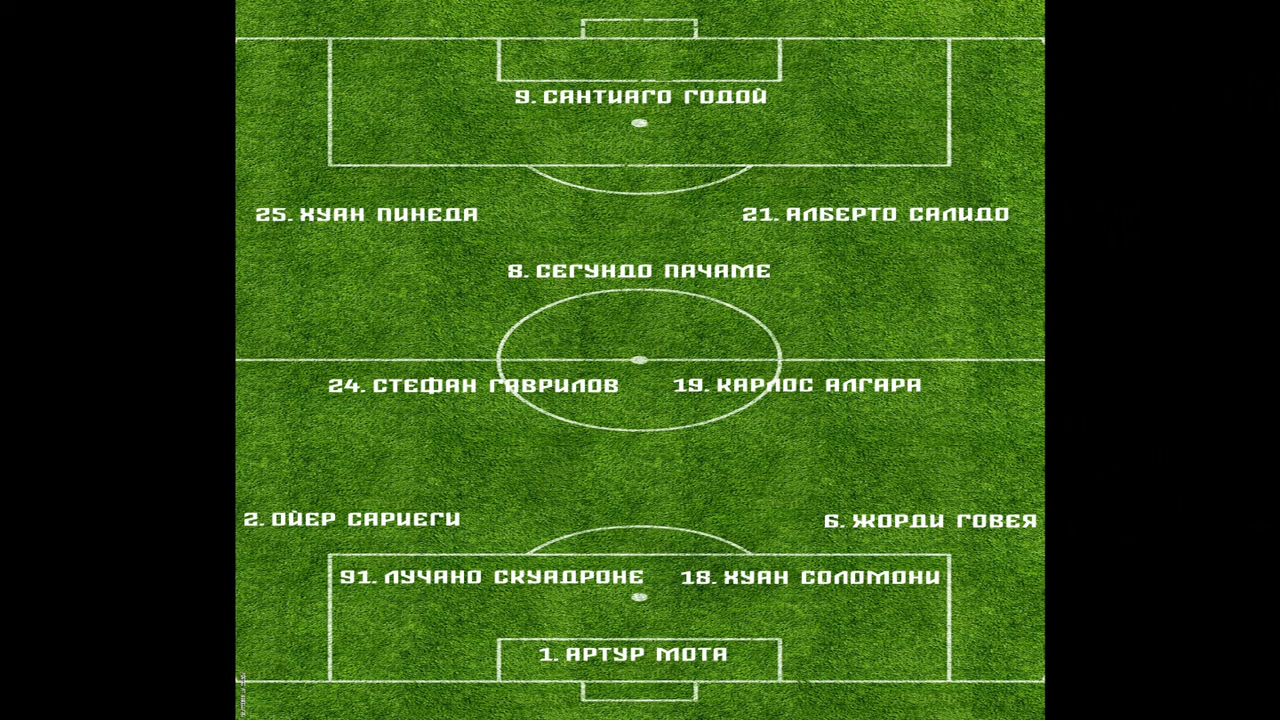 9. САНТИАГО ГОДОЙ
25. ХУАН ПИНЕДА
21. АЛБЕРТО САЛИДО
8. СЕГУНДО ПАЧАМЕ
24. СТЕФАН ГАВРИЛОВ
19. КАРЛОС АЛГАРА
2. ОЙЕР САРИЕГИ
6. ЖОРДИ ГОВЕЯ
91. ЛУЧАНО СКУАДРОНЕ
18. ХУАН СОЛОМОНИ
1. АРТУР МОТА